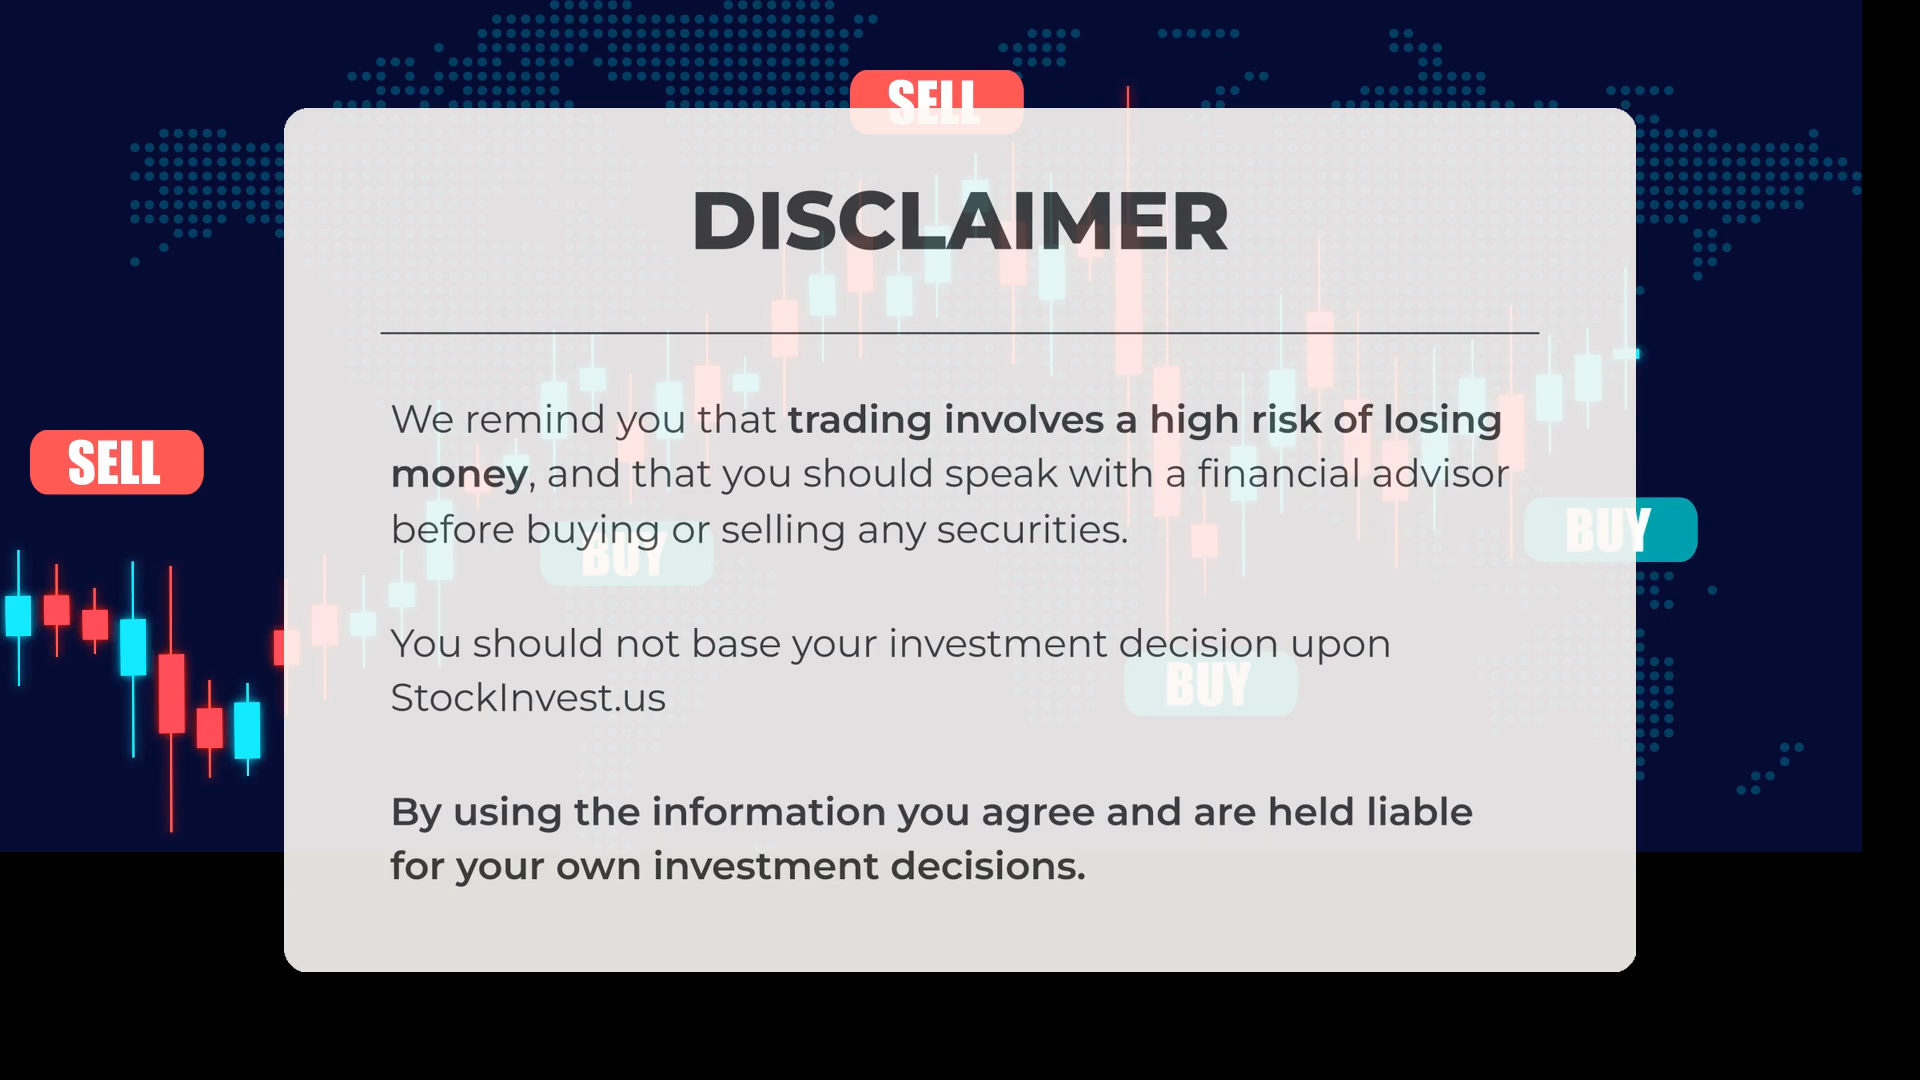 SELL
DISCLAIMER
We remind you that trading involves a high risk of losing
money, and that you should speak with a financial advisor
before buying or selling any securities.
SELL
BUY
BUY
You should not base your investment decision upon
StockInvest.us
BUY
By using the information you agree and are held liable
for your own investment decisions.